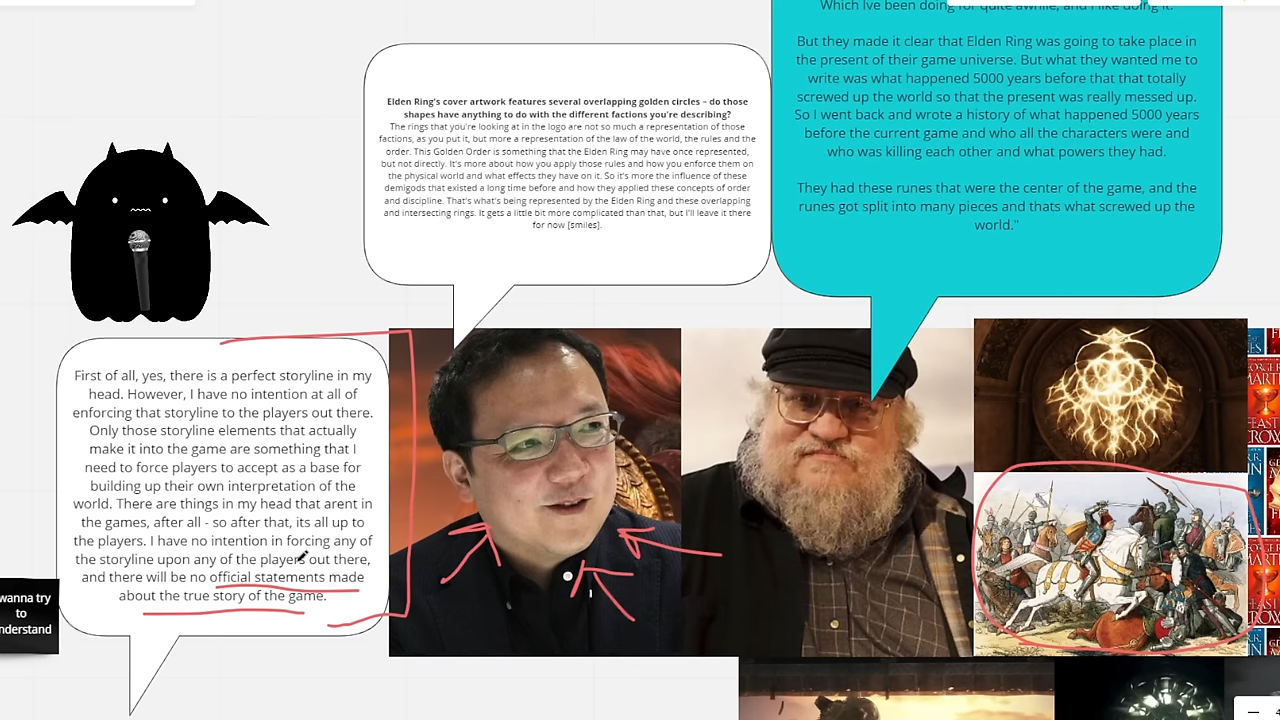 Which Ive been doing for quite awhile, and I like doing it.
But they made it clear that Elden Ring was going to take place in
the present of their game universe. But what they wanted me to
write was what happened 5000 years before that that totally
screwed up the world so that the present was really messed up.
So I went back and wrote a history of what happened 5000 years
before the current game and who all the characters were and
who was killing each other and what powers they had.
They had these runes that were the center of the game, and the
runes got split into many pieces and thats what screwed up the
world."
Elden Ring's cover artwork features several overlapping golden circles – do those
shapes have anything to do with the different factions you're describing?
The rings that you're looking at in the logo are not so much a representation of those
factions, as you put it, but more a representation of the law of the world, the rules and the
order. This Golden Order is something that the Elden Ring may have once represented,
but not directly. It's more about how you apply those rules and how you enforce them on
the physical world and what effects they have on it. So it's more the influence of these
demigods that existed a long time before and how they applied these concepts of order
and discipline. That's what's being represented by the Elden Ring and these overlapping
and intersecting rings. It gets a little bit more complicated than that, but I'll leave it there
for now [smiles].
First of all, yes, there is a perfect storyline in my
head. However, I have no intention at all of
enforcing that storyline to the players out there.
Only those storyline elements that actually
make it into the game are something that I
need to force players to accept as a base for
building up their own interpretation of the
world. There are things in my head that arent in
the games, after all - so after that, its all up to
the players. I have no intention in forcing any of
the storyline upon any of the players out there,
and there will be no official statements made
about the true story of the game.
wanna try
to
nderstand
MARTI
FEAST
CROW